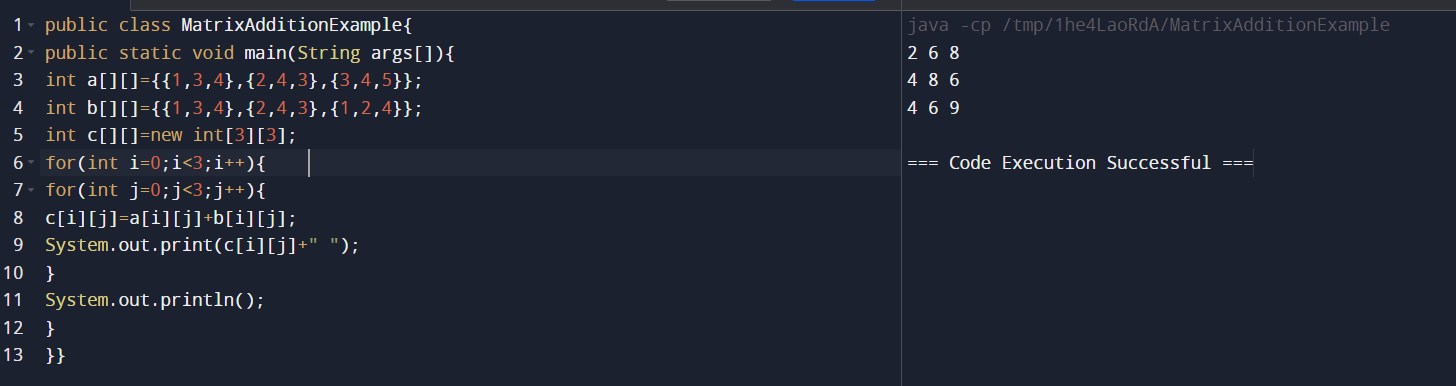 1 public class MatrixAdditionExample{
2 public static void main(String args[]){
3 int a[][]={{1,3,4},{2,4,3},{3,4,5}};
4 int b[][]={{1,3,4},{2,4,3},{1,2,4}};
5 int c[][]=new int[3][3];
6 for(int i=0;i<3;i++){
7 for(int j=0;j<3;j++){
8 c[i][j]=a[i][j]+b[i][j];
9 System.out.print(c[i][j]+" ");
10 }
11 System.out.println();
12 }
13 }}
java -cp /tmp/1he4LaoRdA/MatrixAdditionExample
2 6 8
4 8 6
4 6 9
=== Code Execution Successful ===